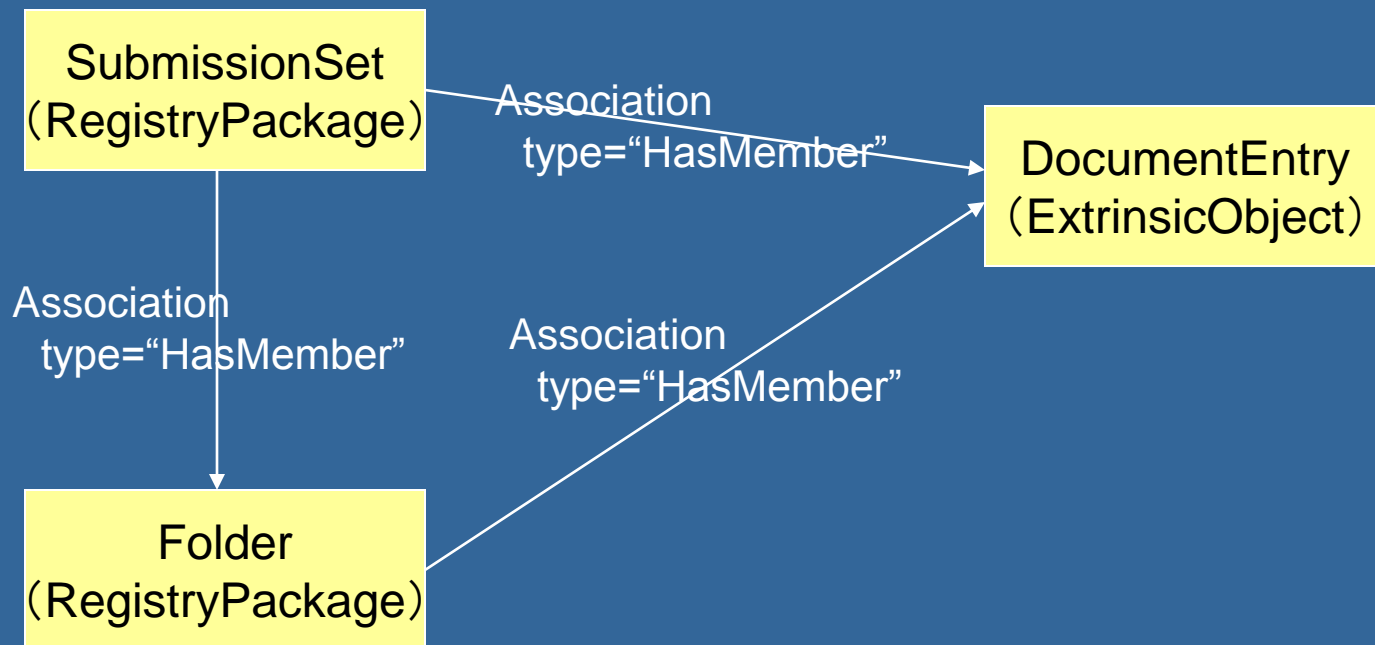 SubmissionSet
（RegistryPackage）
Association
type=“HasMember”
DocumentEntry
（ExtrinsicObject）
Association
type=“HasMember”
Association
type=“HasMember”
Folder
（RegistryPackage）